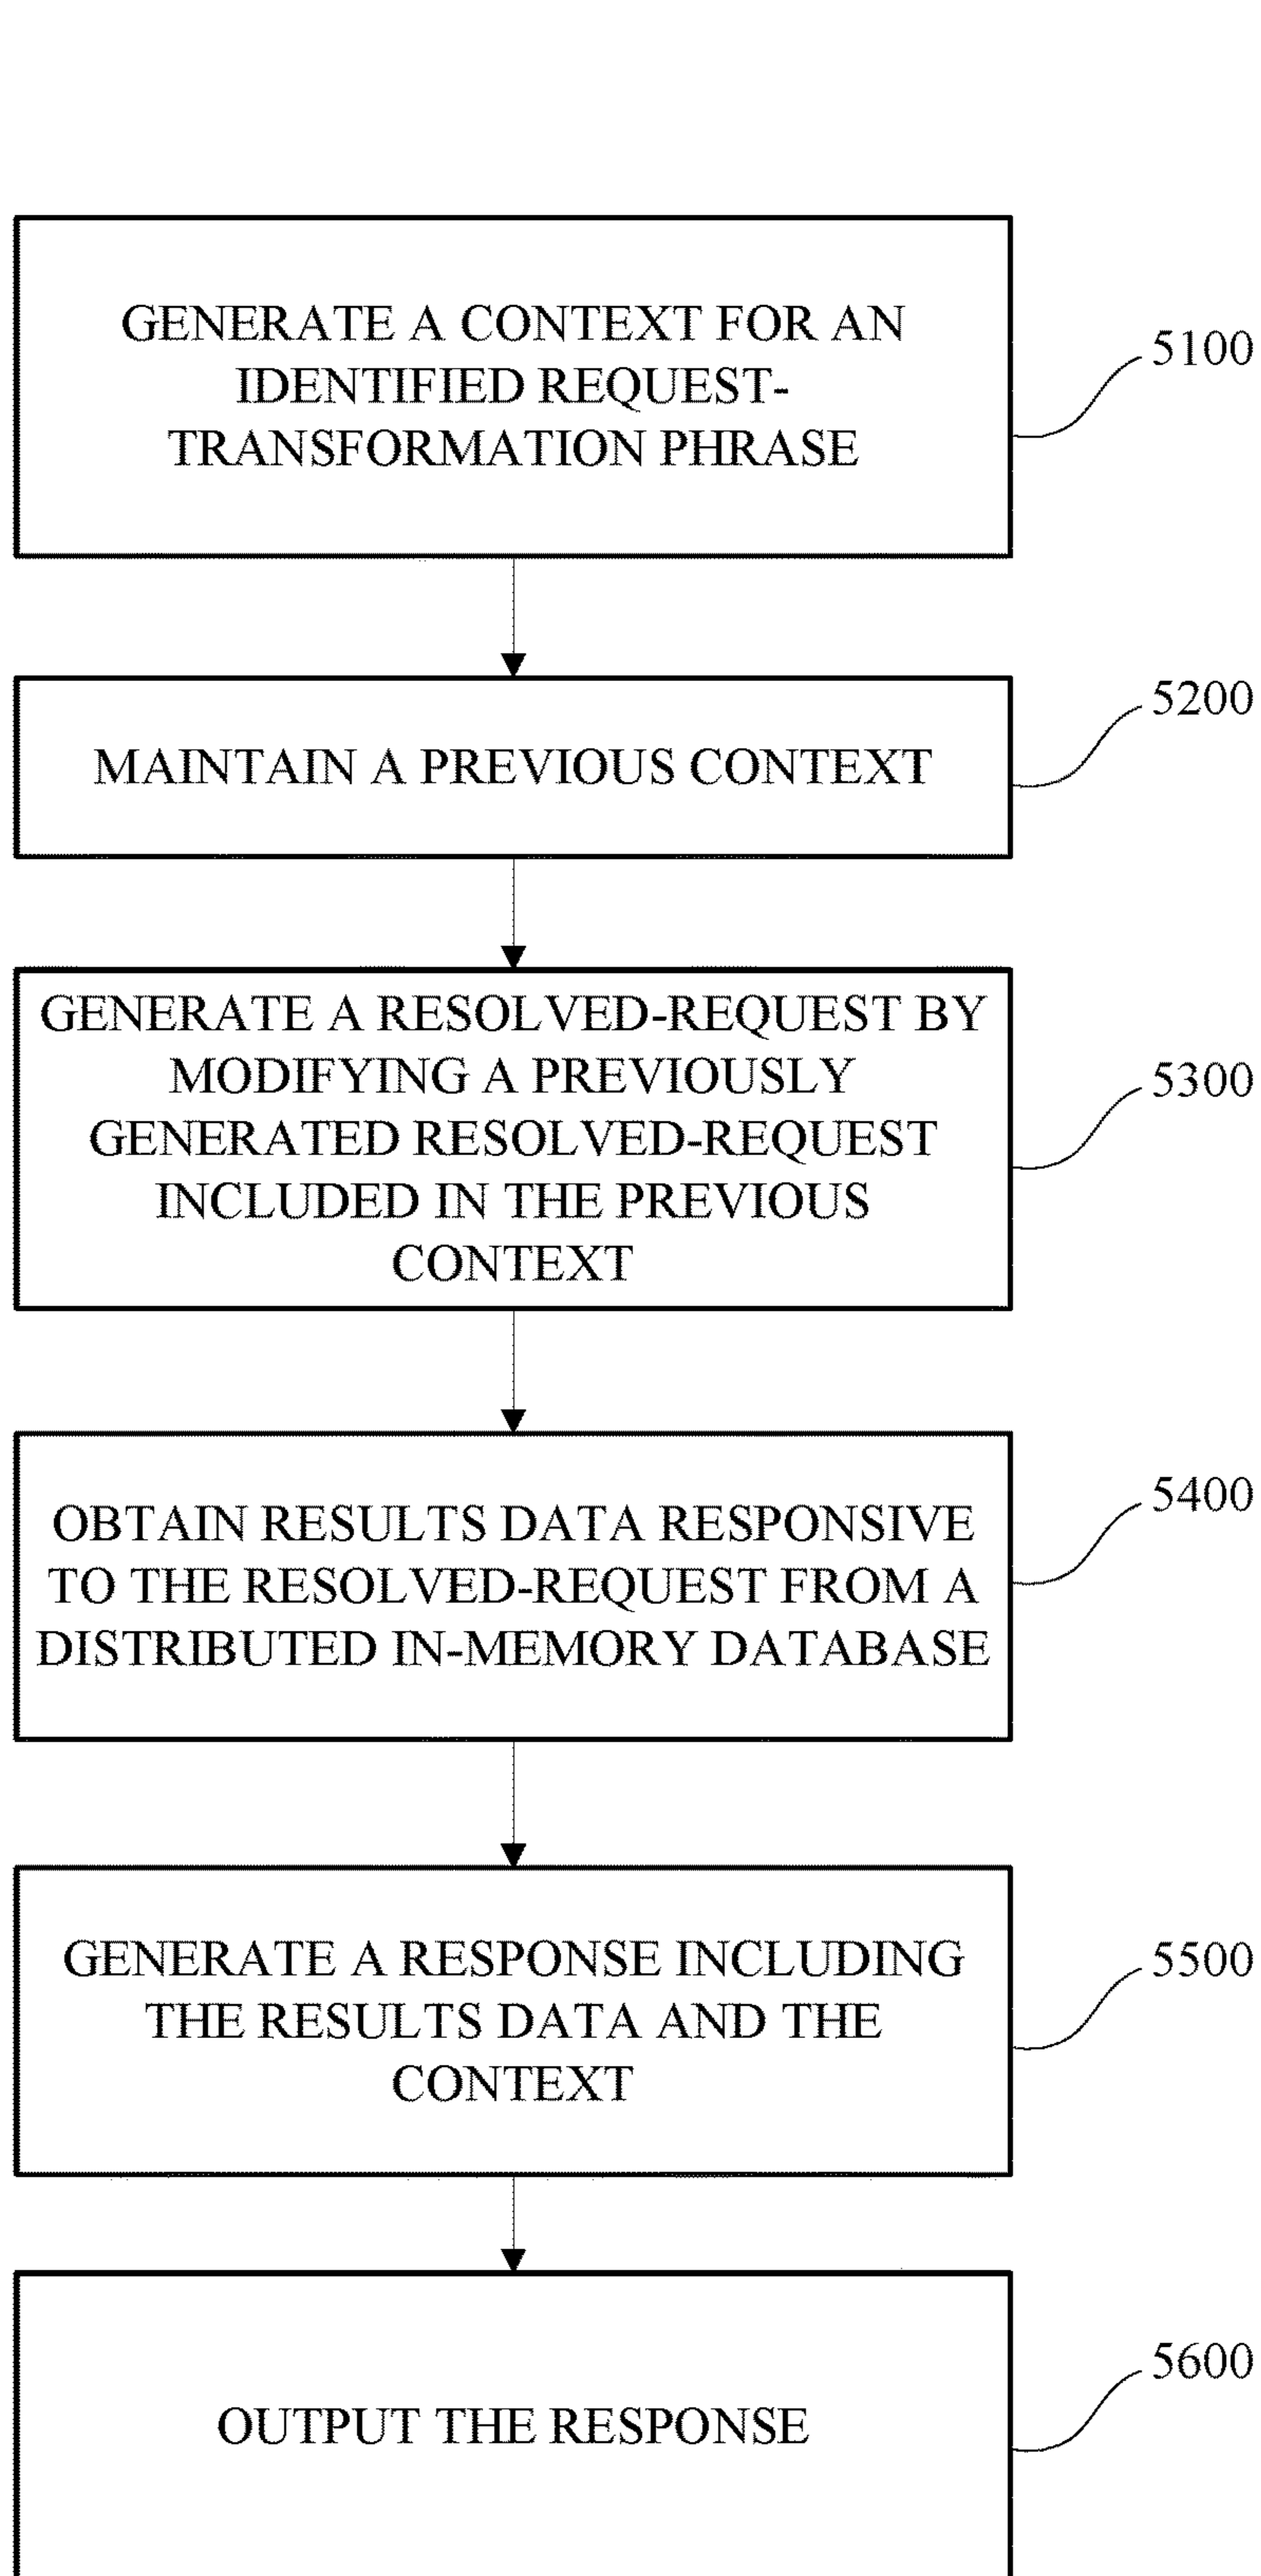 GENERATE A CONTEXT FOR AN
IDENTIFIED REQUEST-
TRANSFORMATION PHRASE
5100
MAINTAIN A PREVIOUS CONTEXT
5200
GENERATE A RESOLVED-REQUEST BY
MODIFYING A PREVIOUSLY
GENERATED RESOLVED-REQUEST
INCLUDED IN THE PREVIOUS
CONTEXT
5300
OBTAIN RESULTS DATA RESPONSIVE
TO THE RESOLVED-REQUEST FROM A
DISTRIBUTED IN-MEMORY DATABASE
5400
GENERATE A RESPONSE INCLUDING
THE RESULTS DATA AND THE
CONTEXT
5500
OUTPUT THE RESPONSE
5600